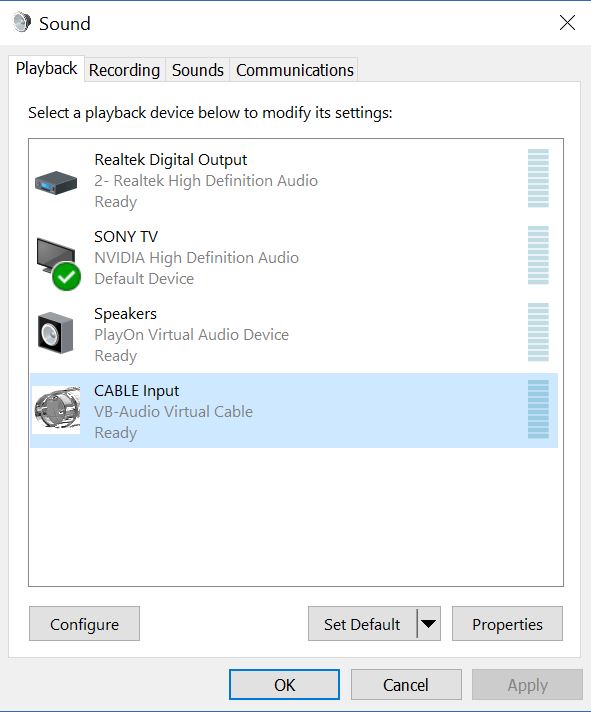 Sound
Playback Recording Sounds Communications
Select a playback device below to modify its settings:
Realtek Digital Output
2- Realtek High Definition Audio
Ready
SONY TV
NVIDIA High Definition Audio
Default Device
Speakers
PlayOn Virtual Audio Device
Ready
CABLE Input
VB-Audio Virtual Cable
Ready
Configure Set Default Properties
OK Cancel Apply